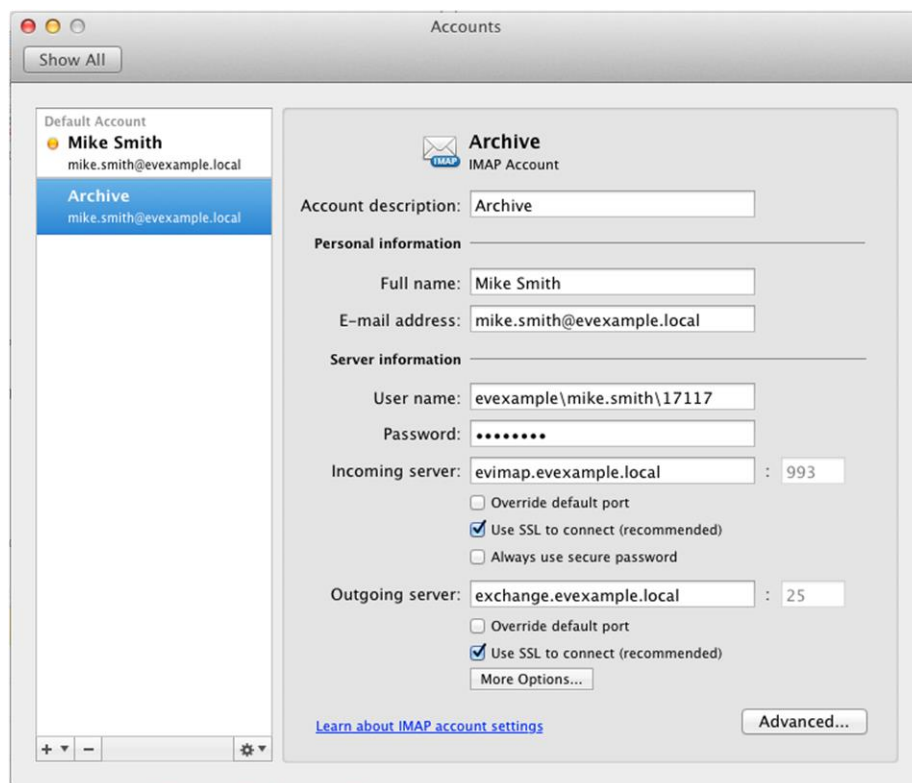 Accounts
Show All
Default Account
Mike Smith
mike.smith@evexample.local
Archive
mike.smith@evexample.local
IMAP
Archive
IMAP Account
Account description: Archive
Personal information
Full name: Mike Smith
E-mail address: mike.smith@evexample.local
Server information
User name: evexample\mike.smith\17117
Password: ••••••••
Incoming server: evimap.evexample.local : 993
Override default port
Use SSL to connect (recommended)
Always use secure password
Outgoing server: exchange.evexample.local : 25
Override default port
Use SSL to connect (recommended)
More Options...
Learn about IMAP account settings
Advanced...